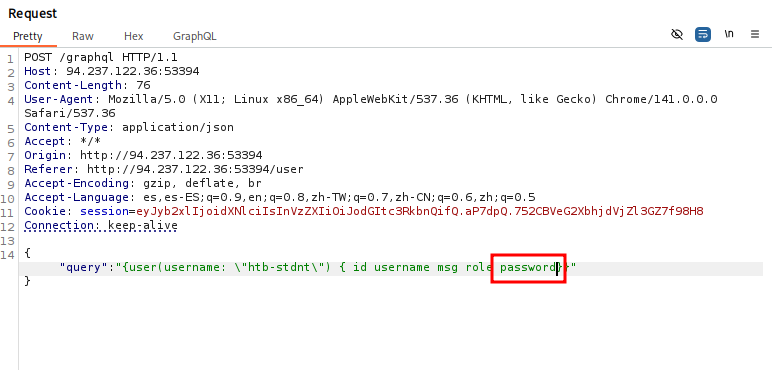 Request
Pretty Raw Hex GraphQL \n
1 POST /graphql HTTP/1.1
2 Host: 94.237.122.36:53394
3 Content-Length: 76
4 User-Agent: Mozilla/5.0 (X11; Linux x86_64) AppleWebKit/537.36 (KHTML, like Gecko) Chrome/141.0.0.0
Safari/537.36
5 Content-Type: application/json
6 Accept: */*
7 Origin: http://94.237.122.36:53394
8 Referer: http://94.237.122.36:53394/user
9 Accept-Encoding: gzip, deflate, br
10 Accept-Language: es,es-ES;q=0.9,en;q=0.8,zh-TW;q=0.7,zh-CN;q=0.6,zh;q=0.5
11 Cookie: session=eyJyb2xlIjoidXNlciIsInVzZXIiOiJodGItc3RkbnQifQ.aP7dpQ.752CBVeG2XbhjdVjZl3GZ7f98H8
12 Connection: keep-alive
13
14 {
"query":"{user(username: \"htb-stdnt\") { id username msg role password}}"
}